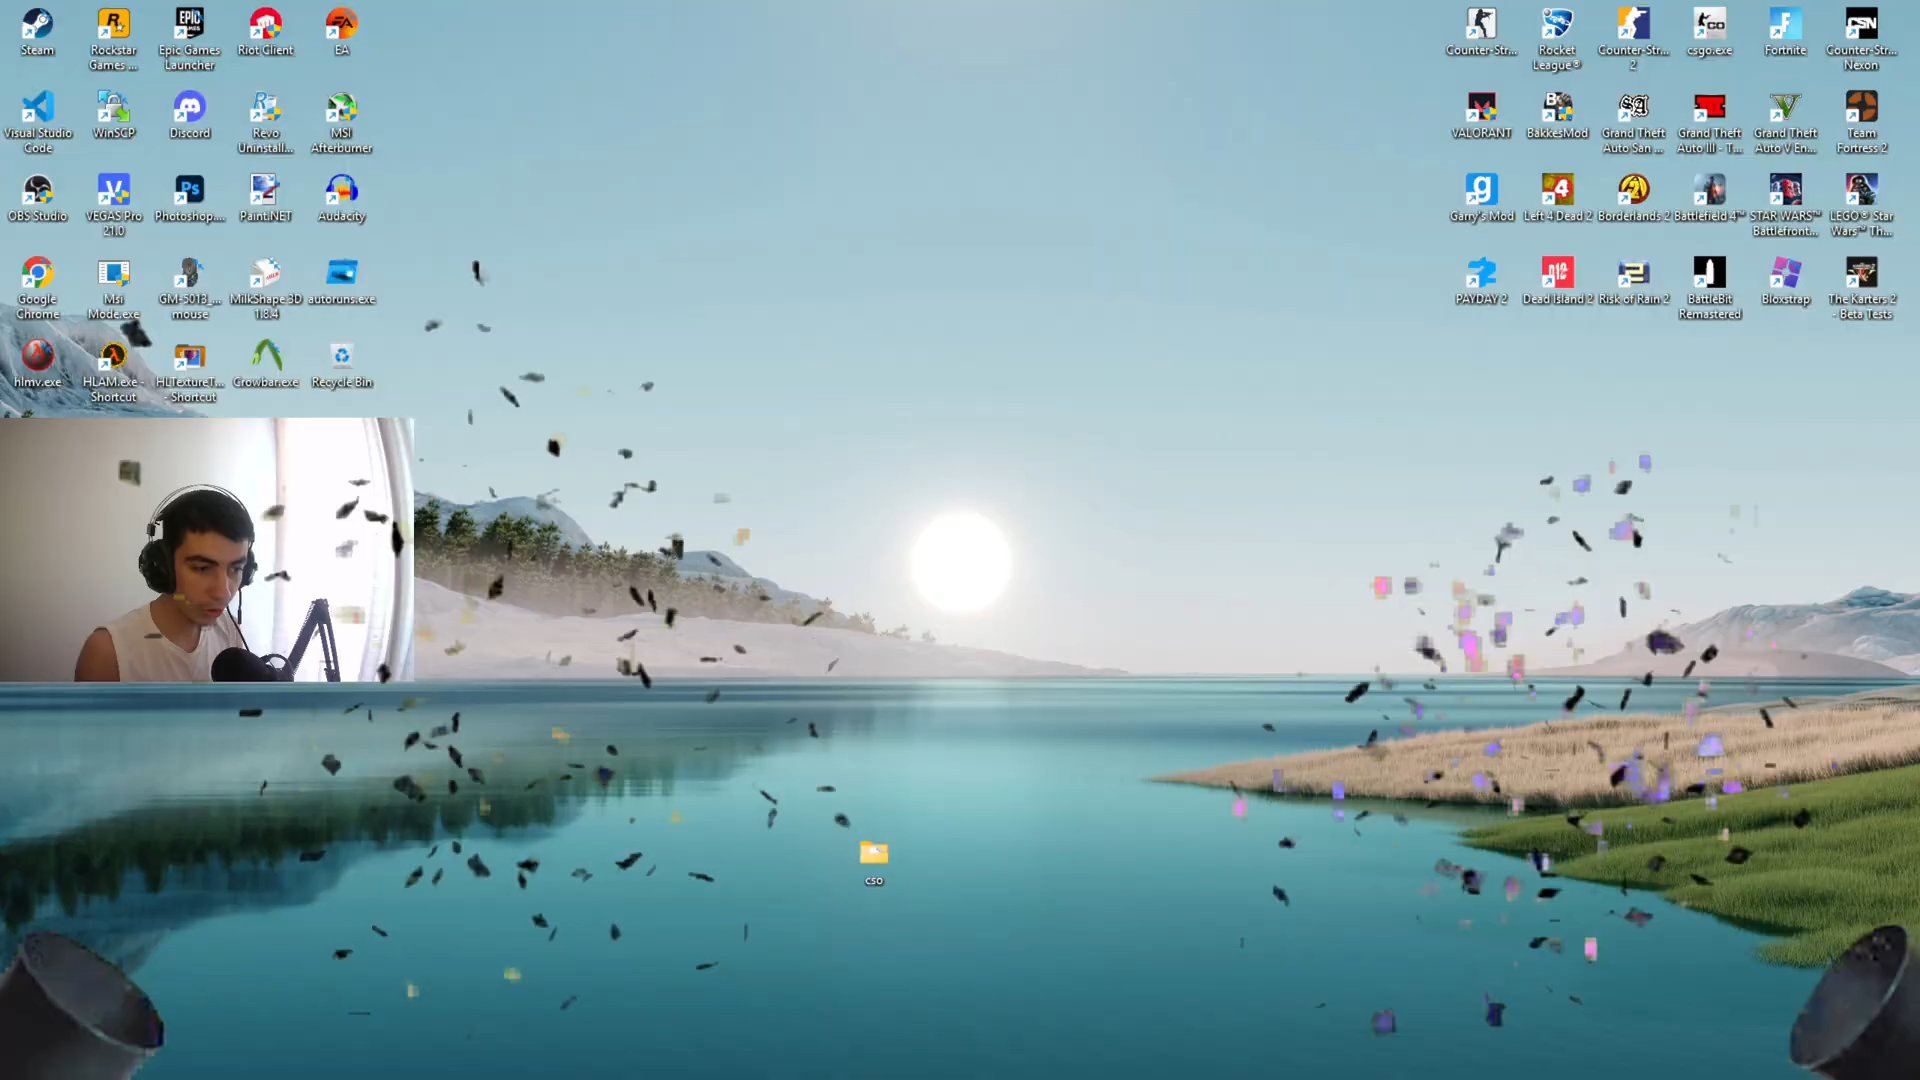 Steam
Rockstar
Games ...
Epic Games
Launcher
Riot Client
EA
Visual Studio
Code
WinSCP
Discord
Revo
Uninstall...
MSI
Afterburner
OBS Studio
VEGAS Pro
21.0
Photoshop....
Paint.NET
Audacity
Google
Chrome
Msi
Mode.exe
GM-5013_...
mouse
MilkShape 3D
1.8.4
autoruns.exe
hlmv.exe
HLAM.exe -
Shortcut
HLTextureT...
- Shortcut
Crowbar.exe
Recycle Bin
Counter-Str...
Rocket
League®
Counter-Str...
2
csgo.exe
Fortnite
Counter-Str...
Nexon
VALORANT
BakkesMod
Grand Theft
Auto San ...
Grand Theft
Auto III - T...
Grand Theft
Auto V En...
Team
Fortress 2
Garry's Mod
Left 4 Dead 2
Borderlands 2
Battlefield 4™
STAR WARS™
Battlefront...
LEGO® Star
Wars™ Th...
PAYDAY 2
Dead Island 2
Risk of Rain 2
BattleBit
Remastered
Bloxstrap
The Karters 2
- Beta Tests
cso